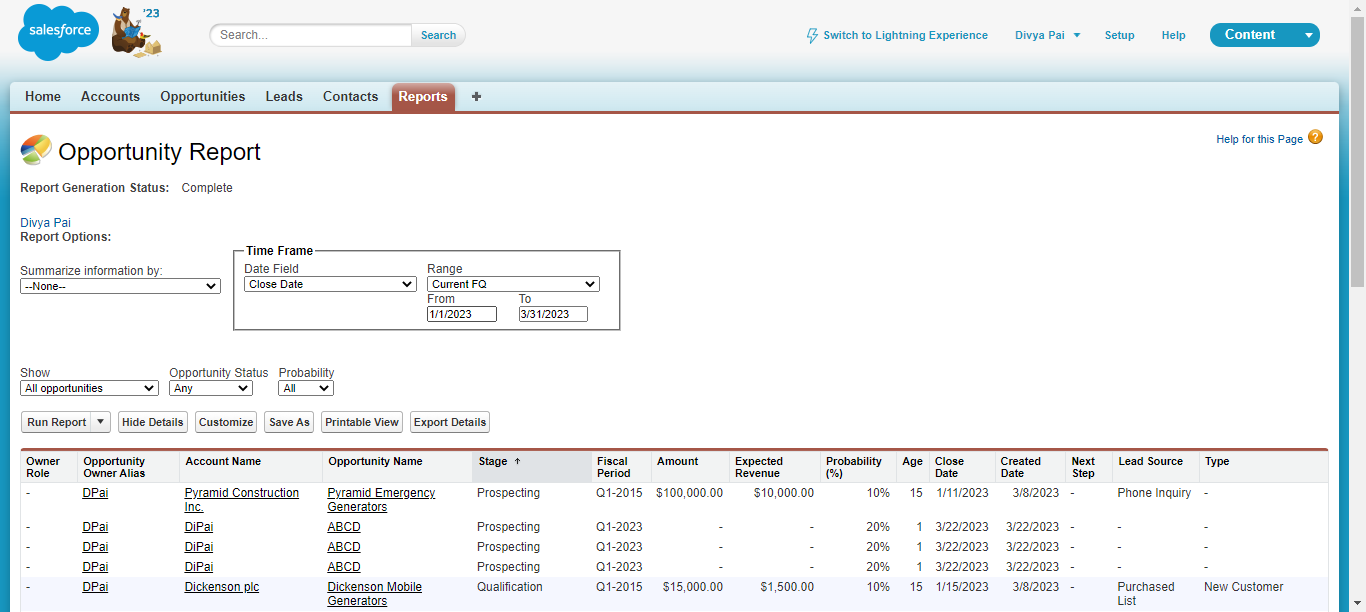 salesforce
'23
Search...
Search
Switch to Lightning Experience
Divya Pai
Setup
Help
Content
Home Accounts Opportunities Leads Contacts Reports +
Help for this Page ?
Opportunity Report
Report Generation Status: Complete
Divya Pai
Report Options:
Time Frame
Summarize information by:
--None--
Date Field
Close Date
Range
Current FQ
From To
1/1/2023 3/31/2023
Show Opportunity Status Probability
All opportunities Any All
Run Report Hide Details Customize Save As Printable View Export Details
Owner Role Opportunity Owner Alias Account Name Opportunity Name Stage ↑ Fiscal Period Amount Expected Revenue Probability (%) Age Close Date Created Date Next Step Lead Source Type
- DPai Pyramid Construction Inc. Pyramid Emergency Generators Prospecting Q1-2015 $100,000.00 $10,000.00 10% 15 1/11/2023 3/8/2023 - Phone Inquiry -
- DPai DiPai ABCD Prospecting Q1-2023 - - 20% 1 3/22/2023 3/22/2023 - - -
- DPai DiPai ABCD Prospecting Q1-2023 - - 20% 1 3/22/2023 3/22/2023 - - -
- DPai DiPai ABCD Prospecting Q1-2023 - - 20% 1 3/22/2023 3/22/2023 - - -
- DPai Dickenson plc Dickenson Mobile Generators Qualification Q1-2015 $15,000.00 $1,500.00 10% 15 1/15/2023 3/8/2023 - Purchased List New Customer